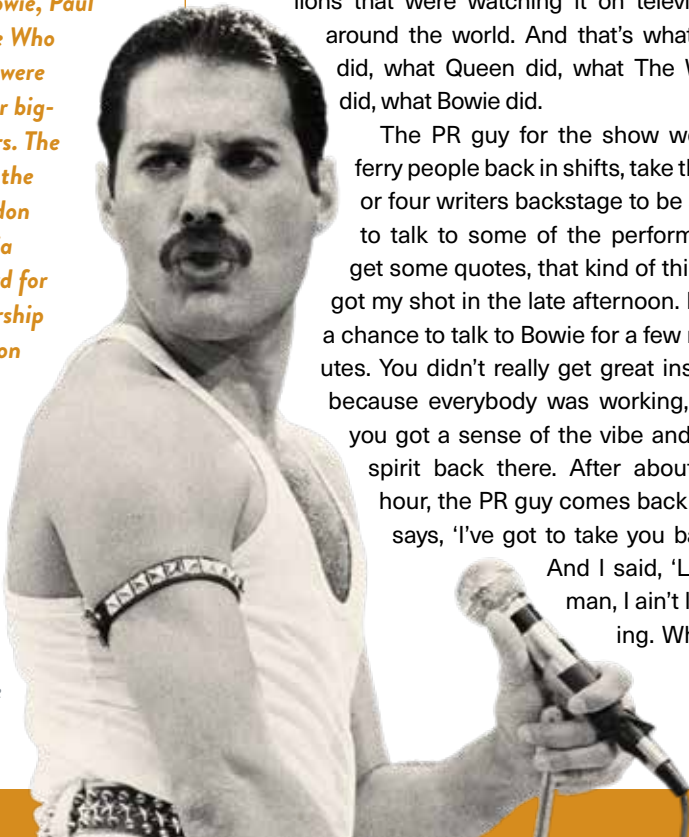 owie, Paul
e Who
were
r big-
rs. The
the
don
a
d for
rship
on
lions that were watching it on televi
around the world. And that's what
did, what Queen did, what The W
did, what Bowie did.
The PR guy for the show wo
ferry people back in shifts, take th
or four writers backstage to be
to talk to some of the perform
get some quotes, that kind of thi
got my shot in the late afternoon. I
a chance to talk to Bowie for a few
utes. You didn't really get great ins
because everybody was working,
you got a sense of the vibe and
spirit back there. After about
hour, the PR guy comes back
says, 'I've got to take you ba
And I said, 'L
man, I ain't l
ing. Wh